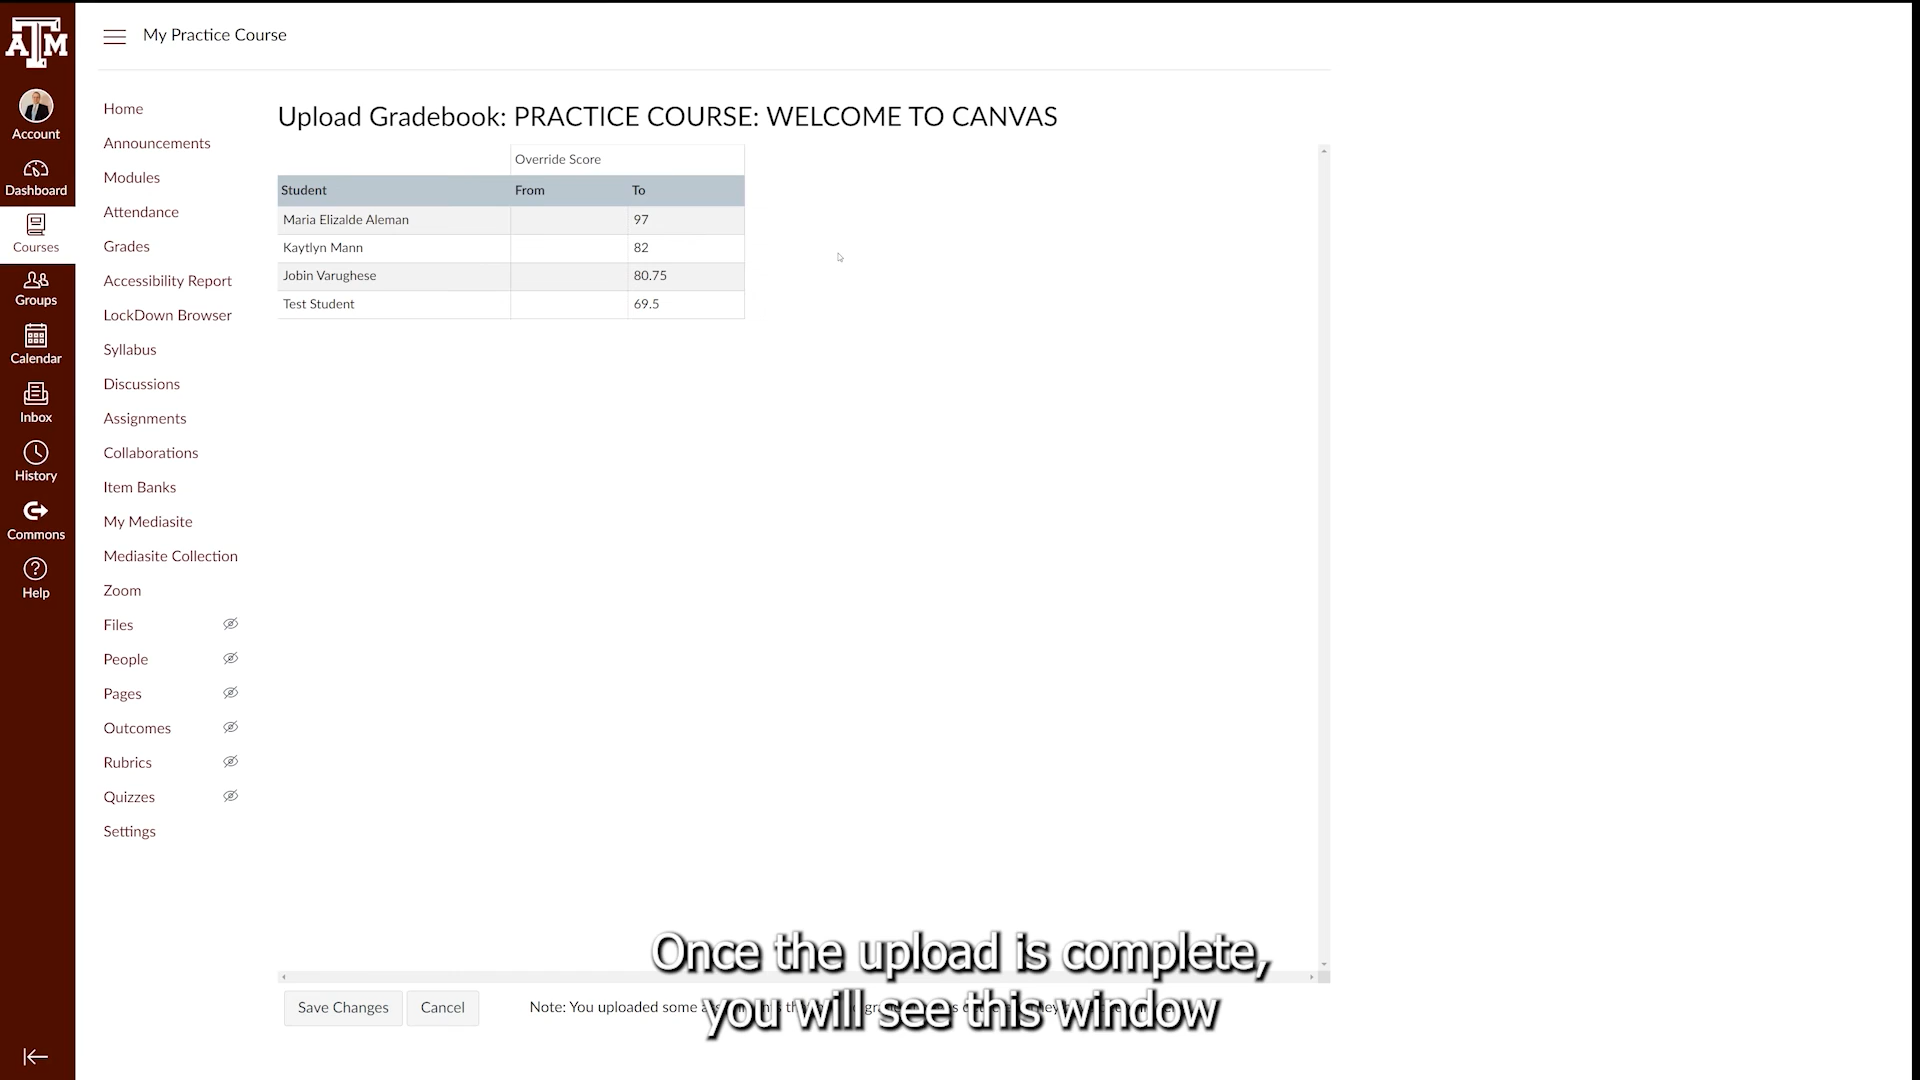 ATM
My Practice Course
Account
Dashboard
Courses
Groups
Calendar
Inbox
History
Commons
Help
Home
Announcements
Modules
Attendance
Grades
Accessibility Report
LockDown Browser
Syllabus
Discussions
Assignments
Collaborations
Item Banks
My Mediasite
Mediasite Collection
Zoom
Files
People
Pages
Outcomes
Rubrics
Quizzes
Settings
Upload Gradebook: PRACTICE COURSE: WELCOME TO CANVAS
Override Score
Student From To
Maria Elizalde Aleman 97
Kaytlyn Mann 82
Jobin Varughese 80.75
Test Student 69.5
Save Changes Cancel Note: You uploaded some
Once the upload is complete,
you will see this window